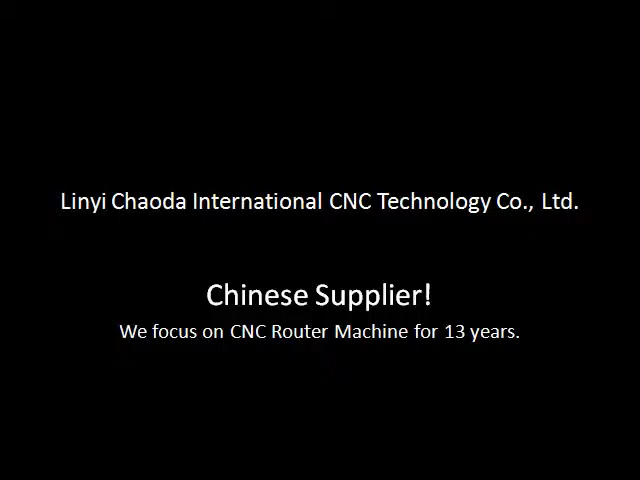 Linyi Chaoda International CNC Technology Co., Ltd.
Chinese Supplier!
We focus on CNC Router Machine for 13 years.